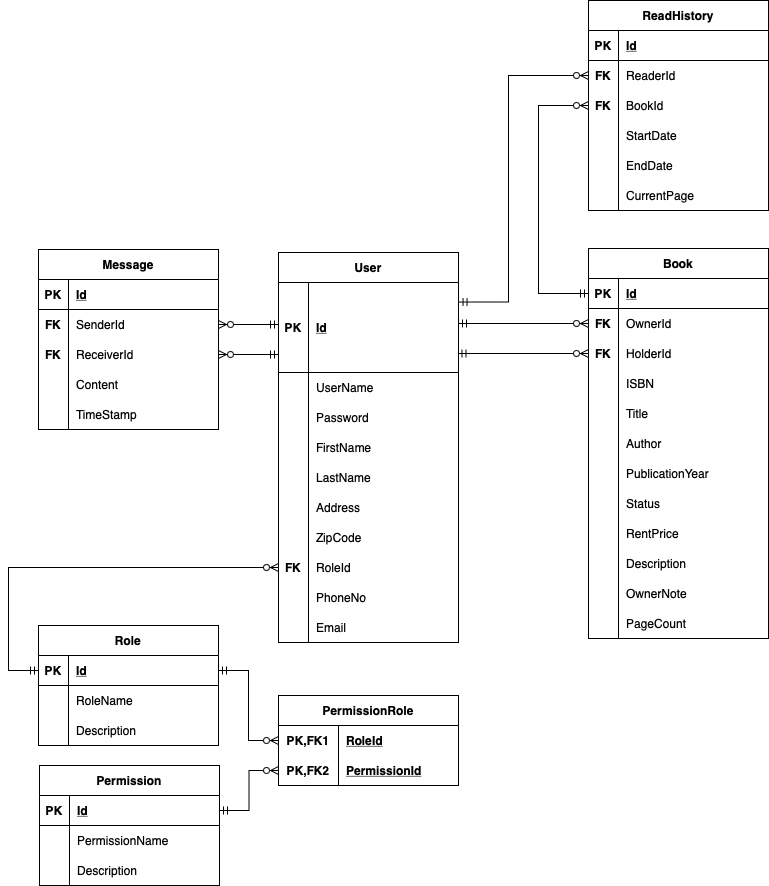 ReadHistory
PK Id
FK ReaderId
FK BookId
StartDate
EndDate
CurrentPage
Message
PK Id
FK SenderId
FK ReceiverId
Content
TimeStamp
User
PK Id
UserName
Password
FirstName
LastName
Address
ZipCode
FK RoleId
PhoneNo
Email
Book
PK Id
FK OwnerId
FK HolderId
ISBN
Title
Author
PublicationYear
Status
RentPrice
Description
OwnerNote
PageCount
Role
PK Id
RoleName
Description
PermissionRole
PK,FK1 RoleId
PK,FK2 PermissionId
Permission
PK Id
PermissionName
Description